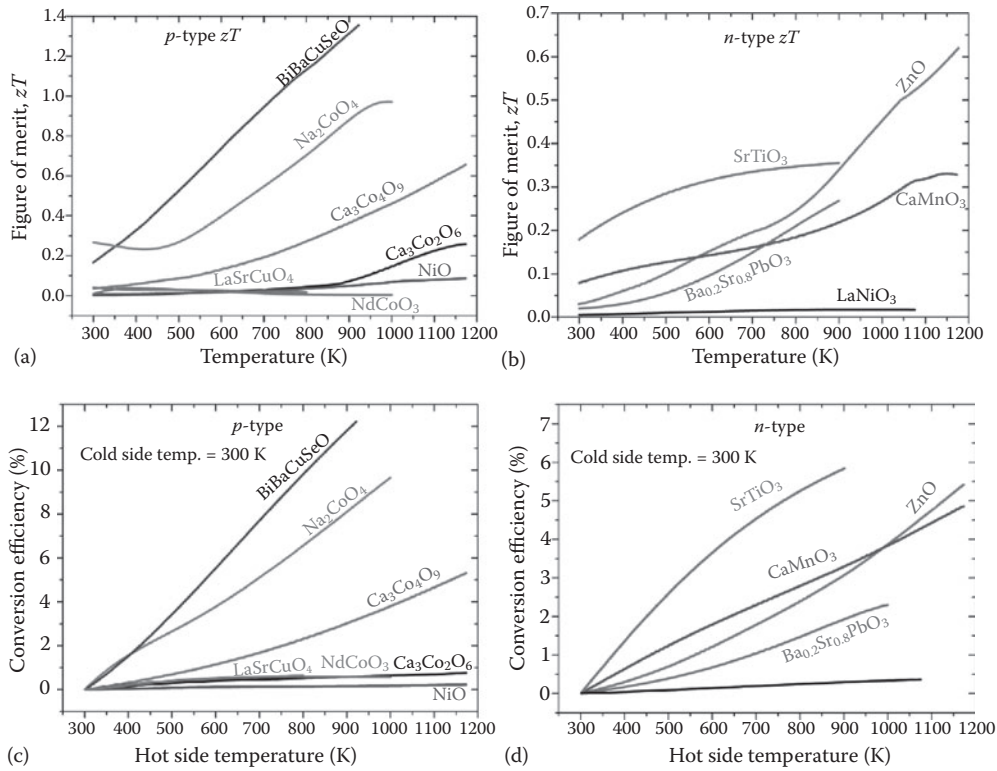 p-type zT
BiBaCuSeO
Na₂CoO₄
Ca₃Co₄O₉
Ca₃Co₂O₆
LaSrCuO₄
NiO
NdCoO₃
Figure of merit, zT
1.4
1.2
1.0
0.8
0.6
0.4
0.2
0.0
300 400 500 600 700 800 900 1000 1100 1200
(a)
Temperature (K)
n-type zT
ZnO
SrTiO₃
CaMnO₃
Ba₀.₂Sr₀.₈PbO₃
LaNiO₃
Figure of merit, zT
0.7
0.6
0.5
0.4
0.3
0.2
0.1
0.0
300 400 500 600 700 800 900 1000 1100 1200
(b)
Temperature (K)
p-type
Cold side temp. = 300 K
BiBaCuSeO
Na₂CoO₄
Ca₃Co₄O₉
LaSrCuO₄ NdCoO₃ Ca₃Co₂O₆
NiO
Conversion efficiency (%)
12
10
8
6
4
2
0
300 400 500 600 700 800 900 1000 1100 1200
(c)
Hot side temperature (K)
n-type
Cold side temp. = 300 K
SrTiO₃
ZnO
CaMnO₃
Ba₀.₂Sr₀.₈PbO₃
Conversion efficiency (%)
7
6
5
4
3
2
1
0
300 400 500 600 700 800 900 1000 1100 1200
(d)
Hot side temperature (K)